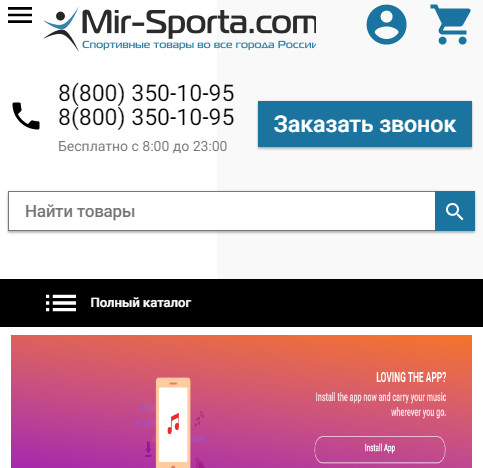 Mir-Sporta.com
Спортивные товары во все города России
8(800) 350-10-95
8(800) 350-10-95
Бесплатно с 8:00 до 23:00
Заказать звонок
Найти товары
Полный каталог
LOVING THE APP?
Install the app now and carry your music
wherever you go.
Install App